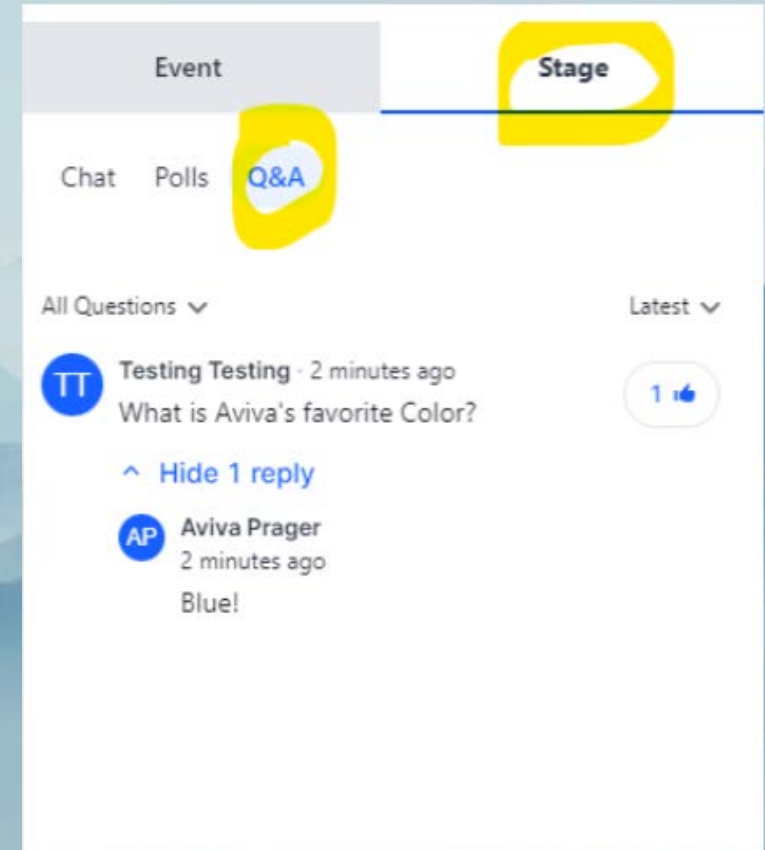 Event Stage
Chat Polls Q&A
All Questions Latest
TT Testing Testing · 2 minutes ago
What is Aviva's favorite Color?
1
Hide 1 reply
AP Aviva Prager
2 minutes ago
Blue!